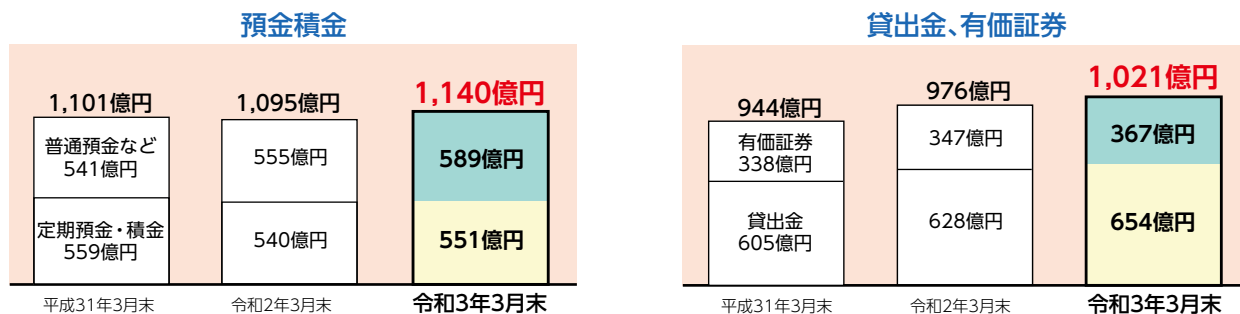 預金積金
1,101億円
普通預金など
541億円
定期預金・積金
559億円
平成31年3月末
1,095億円
555億円
540億円
令和2年3月末
1,140億円
589億円
551億円
令和3年3月末
貸出金、有価証券
944億円
有価証券
338億円
貸出金
605億円
平成31年3月末
976億円
347億円
628億円
令和2年3月末
1,021億円
367億円
654億円
令和3年3月末